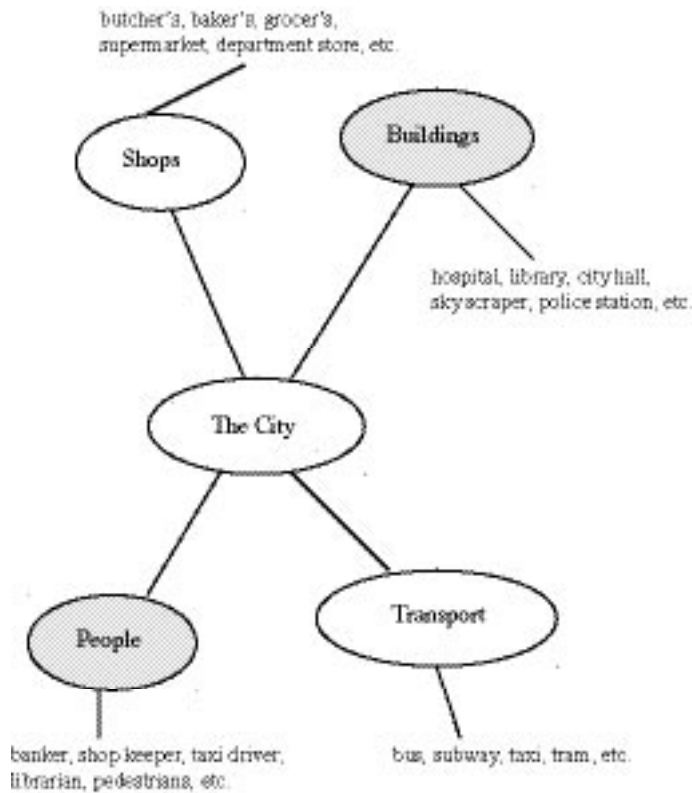 butcher's, baker's, grocer's,
supermarket, department store, etc.
Buildings
Shops
hospital, library, city hall,
skyscraper, police station, etc.
The City
Transport
People
banker, shop keeper, taxi driver,
librarian, pedestrians, etc.
bus, subway, taxi, tram, etc.